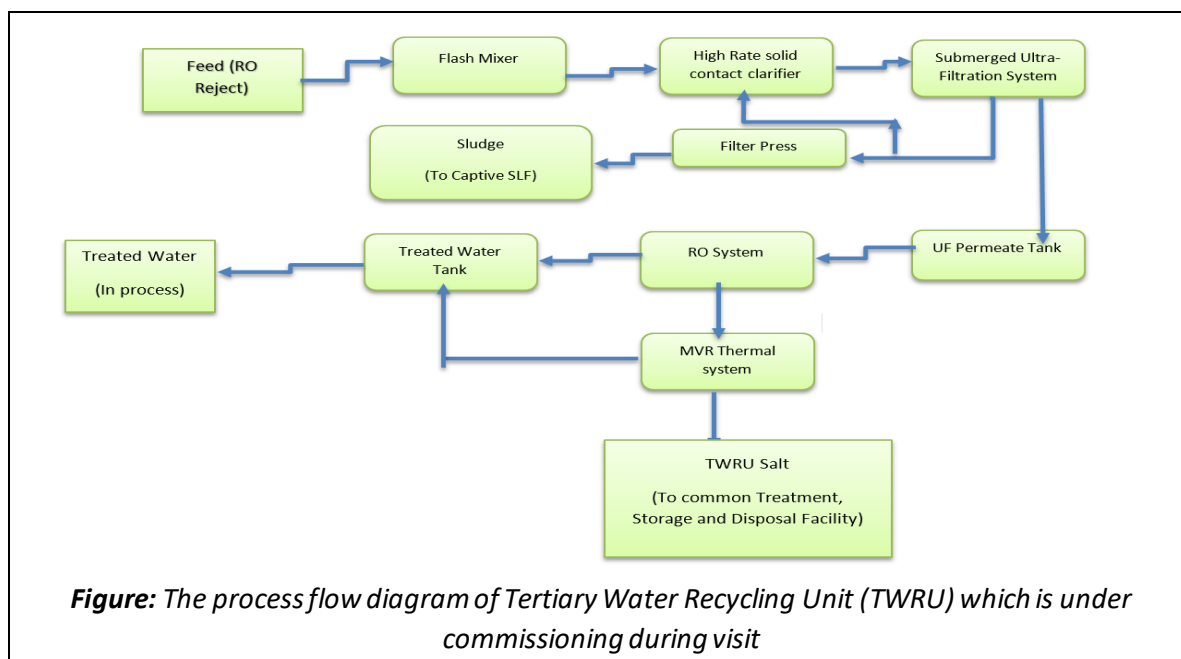 Feed (RO
Reject)
Flash Mixer
High Rate solid
contact clarifier
Submerged Ultra-
Filtration System
Sludge
(To Captive SLF)
Filter Press
Treated Water
(In process)
Treated Water
Tank
RO System
UF Permeate Tank
MVR Thermal
system
TWRU Salt
(To common Treatment,
Storage and Disposal Facility)
Figure: The process flow diagram of Tertiary Water Recycling Unit (TWRU) which is under
commissioning during visit